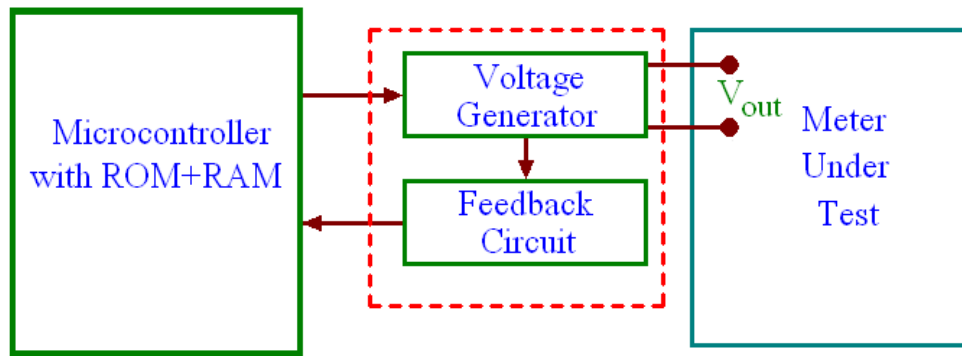 Microcontroller
with ROM+RAM
Voltage
Generator
Feedback
Circuit
Vout
Meter
Under
Test